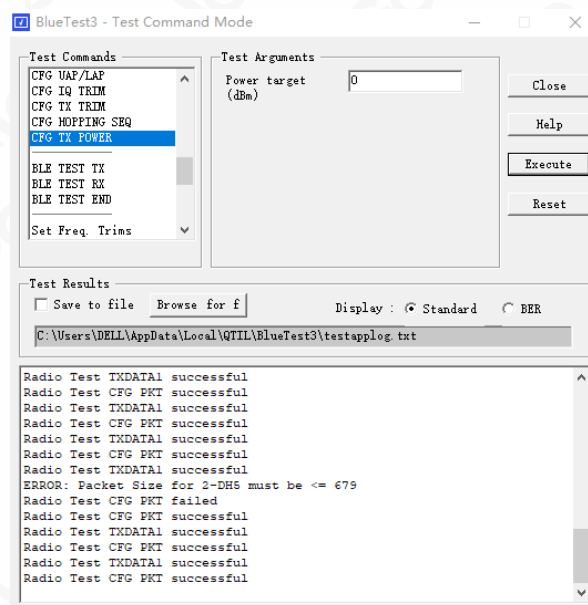 BlueTest3 - Test Command Mode
Test Commands
CFG UAP/LAP
CFG IQ TRIM
CFG TX TRIM
CFG HOPPING SEQ
CFG TX POWER
BLE TEST TX
BLE TEST RX
BLE TEST END
Set Freq. Trims
Test Arguments
Power target
(dBm)
0
Close
Help
Execute
Reset
Test Results
Save to file
Browse for f
Display :
Standard
BER
C:\Users\DELL\AppData\Local\QTIL\BlueTest3\testapplog.txt
Radio Test TXDATA1 successful
Radio Test CFG PKT successful
Radio Test TXDATA1 successful
Radio Test CFG PKT successful
Radio Test TXDATA1 successful
Radio Test CFG PKT successful
Radio Test TXDATA1 successful
ERROR: Packet Size for 2-DH5 must be <= 679
Radio Test CFG PKT failed
Radio Test CFG PKT successful
Radio Test TXDATA1 successful
Radio Test CFG PKT successful
Radio Test TXDATA1 successful
Radio Test CFG PKT successful